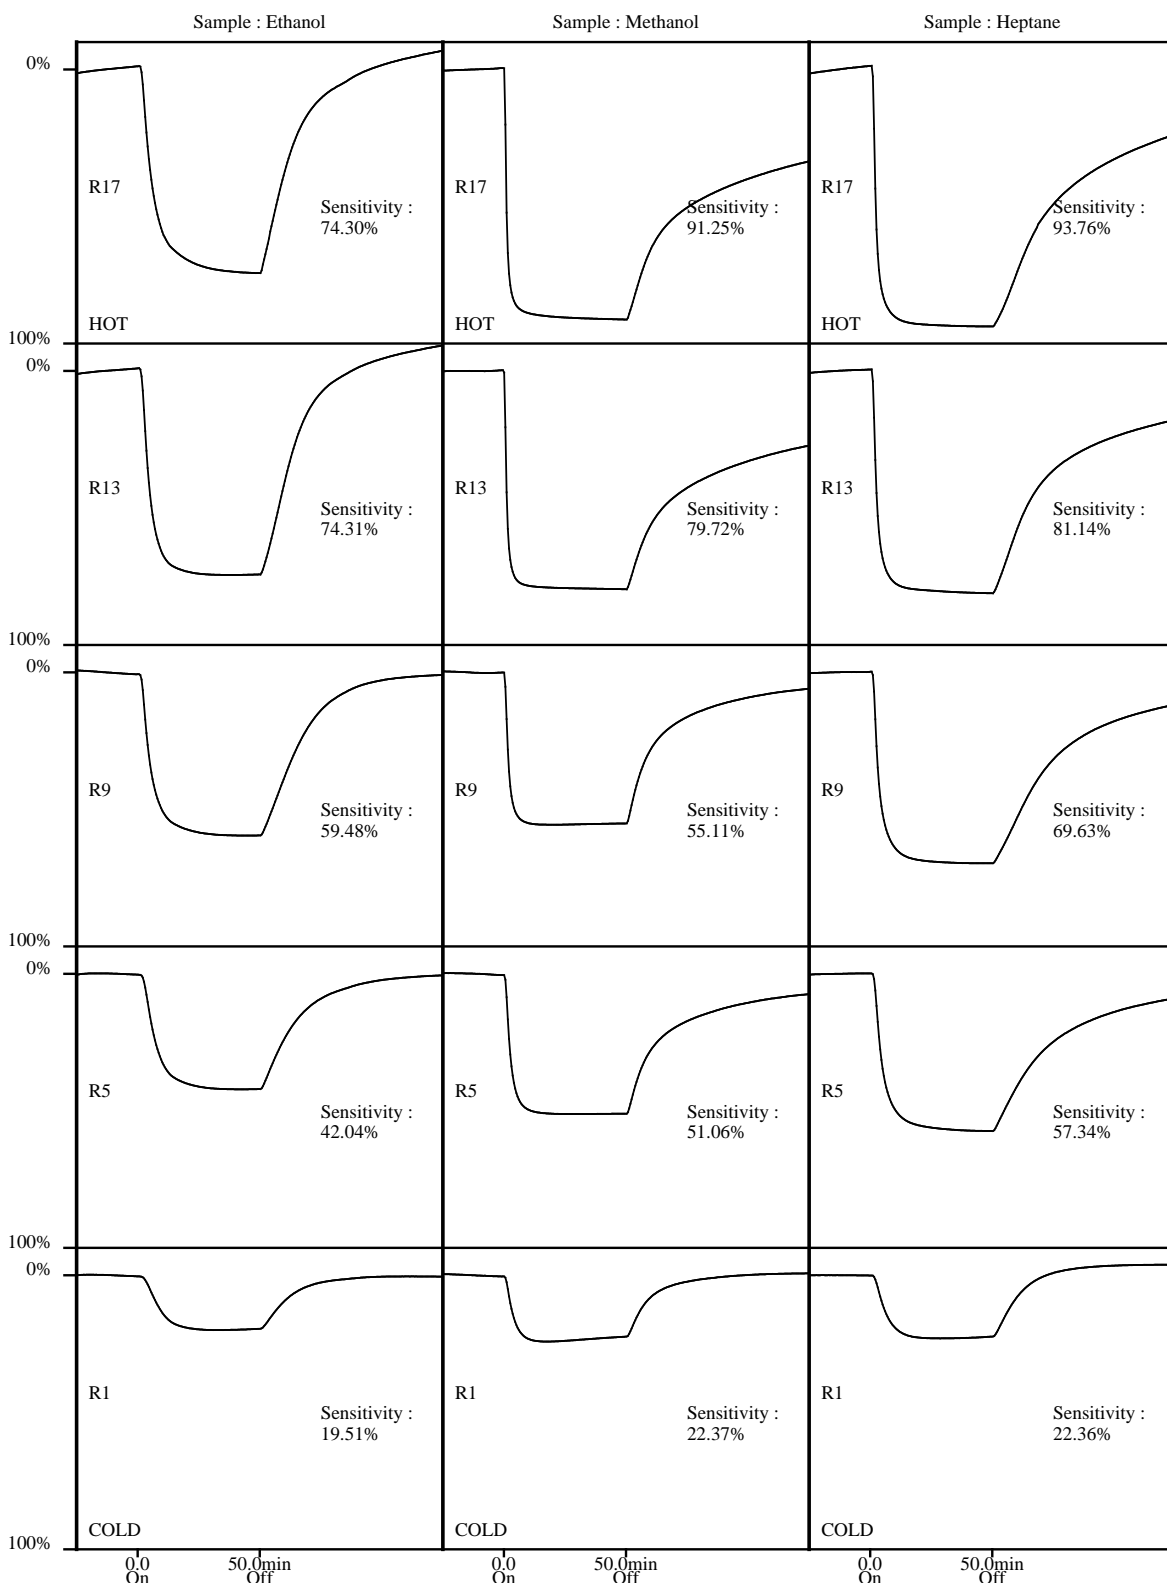 Sample : Ethanol
Sample : Methanol
Sample : Heptane
0%
R17
R17
R17
Sensitivity :
74.30%
Sensitivity :
91.25%
Sensitivity :
93.76%
HOT
HOT
HOT
100%
0%
R13
R13
R13
Sensitivity :
74.31%
Sensitivity :
79.72%
Sensitivity :
81.14%
100%
0%
R9
R9
R9
Sensitivity :
59.48%
Sensitivity :
55.11%
Sensitivity :
69.63%
100%
0%
R5
R5
R5
Sensitivity :
42.04%
Sensitivity :
51.06%
Sensitivity :
57.34%
100%
0%
R1
R1
R1
Sensitivity :
19.51%
Sensitivity :
22.37%
Sensitivity :
22.36%
COLD
COLD
COLD
100%
0.0
On
50.0min
Off
0.0
On
50.0min
Off
0.0
On
50.0min
Off